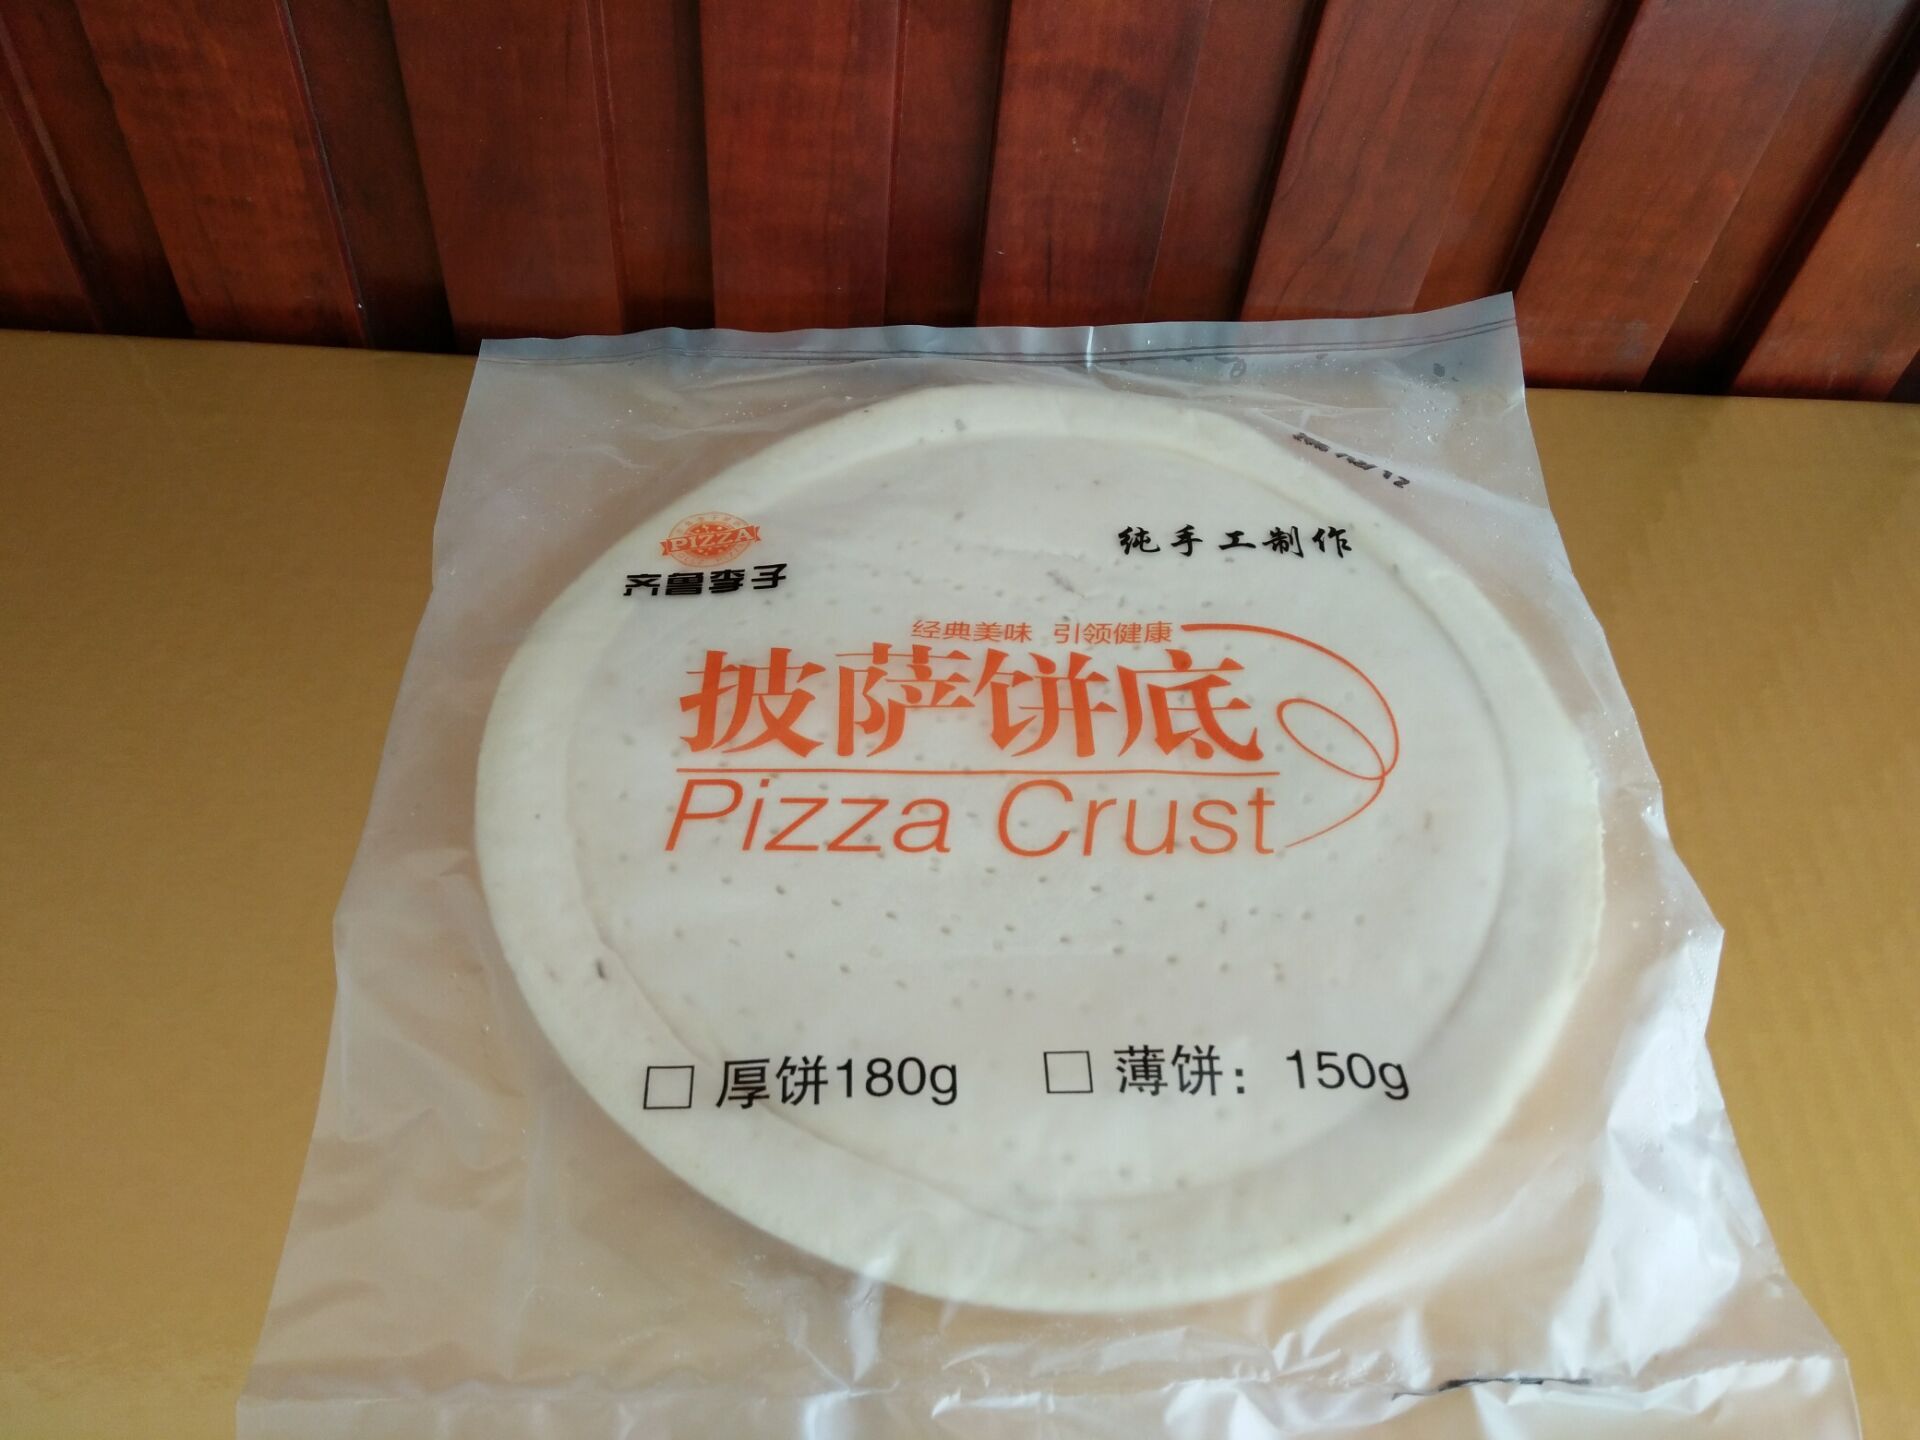 PIZZA
齐鲁李子
纯手工制作
经典美味 引领健康
披萨饼底
Pizza Crust
厚饼180g
薄饼：150g